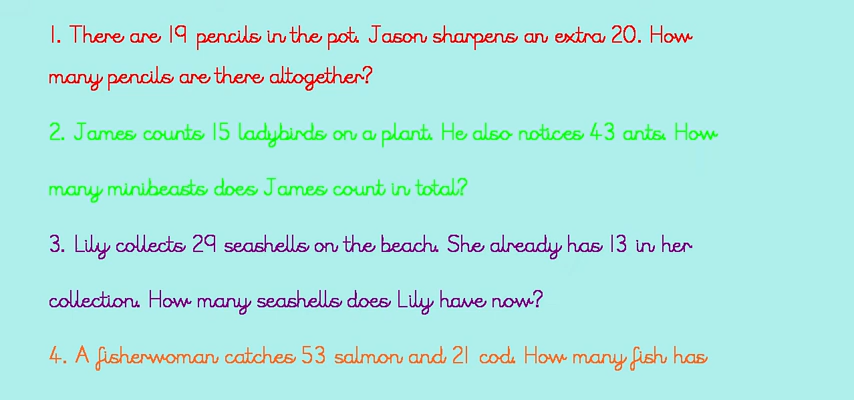 1. There are 19 pencils in the pot. Jason sharpens an extra 20. How
many pencils are there altogether?
2. James counts 15 ladybirds on a plant. He also notices 43 ants. How
many minibeasts does James count in total?
3. Lily collects 29 seashells on the beach. She already has 13 in her
collection. How many seashells does Lily have now?
4. A fisherwoman catches 53 salmon and 21 cod. How many fish has